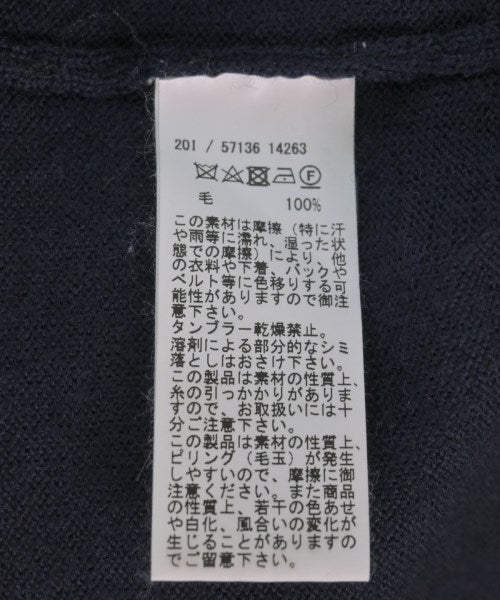 20I / 57136 14263
毛 100%
この素材は摩擦（特に汗
や雨等に濡れ、湿った状
態での摩擦）により、他
の衣料や下着、バックや
ベルト等に色移りする可
能性がありますので御注
意下さい。
タンブラー乾燥禁止。
溶剤による部分的なシミ
落としはおさけ下さい。
この製品は素材の性質上、
糸の引っかかりがありま
すので、お取扱いには十
分ご注意下さい。
この製品は素材の性質上、
ピリング（毛玉）が発生
しやすいので、摩擦に御
注意ください。また商品
の性質上、若干の色あせ
や白化、風合いの変化が
生じることがありますの
でご留意下さい。